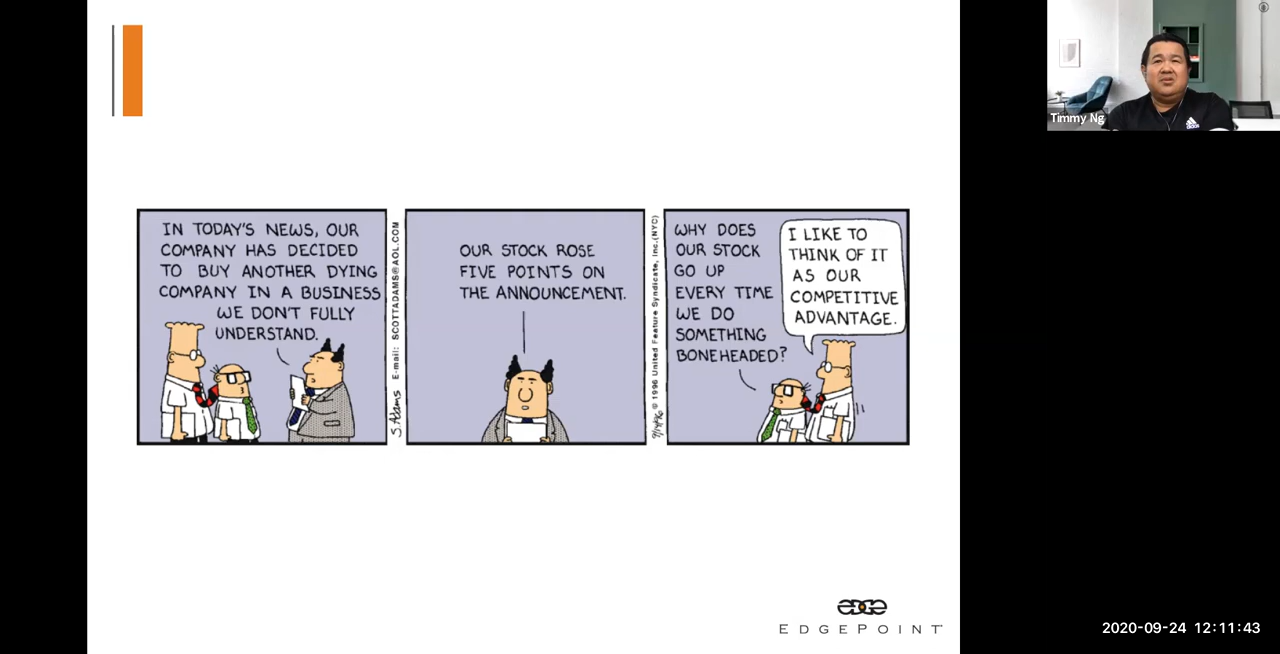 IN TODAY'S NEWS, OUR
COMPANY HAS DECIDED
TO BUY ANOTHER DYING
COMPANY IN A BUSINESS
WE DON'T FULLY
UNDERSTAND.
S. Adams E-mail: SCOTTADAMS@AOL.COM
OUR STOCK ROSE
FIVE POINTS ON
THE ANNOUNCEMENT.
© 1996 United Feature Syndicate, Inc.(NYC)
WHY DOES
OUR STOCK
GO UP
EVERY TIME
WE DO
SOMETHING
BONEHEADED?
I LIKE TO
THINK OF IT
AS OUR
COMPETITIVE
ADVANTAGE.
Timmy Ng
adidas
EDGE
EDGEPOINT
2020-09-24 12:11:43